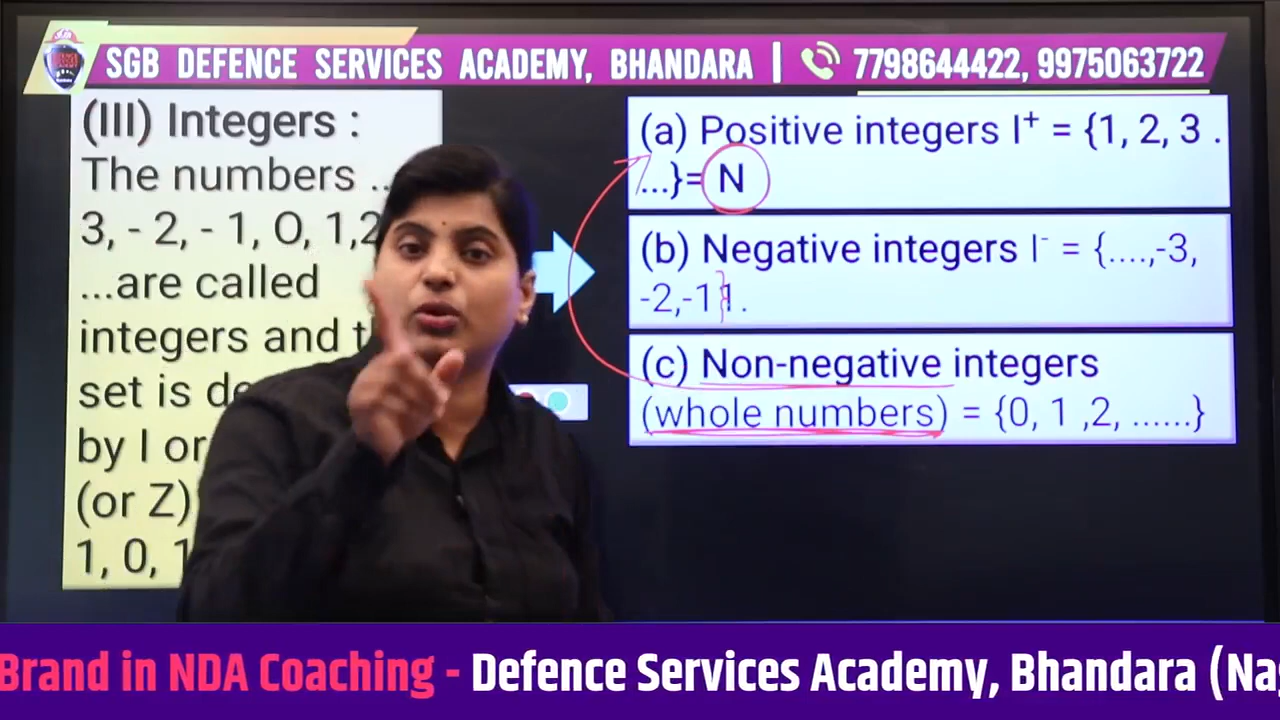 SGB DEFENCE SERVICES ACADEMY, BHANDARA | 7798644422, 9975063722
(III) Integers :
The numbers ..
3, - 2, - 1, O, 1,2
...are called
integers and t
set is de
by I or
(or Z)
1, 0, 1
(a) Positive integers I⁺ = {1, 2, 3 .
...}= N
(b) Negative integers I⁻ = {....,-3,
-2,-1}.
(c) Non-negative integers
(whole numbers) = {0, 1 ,2, ......}
Brand in NDA Coaching - Defence Services Academy, Bhandara (Na